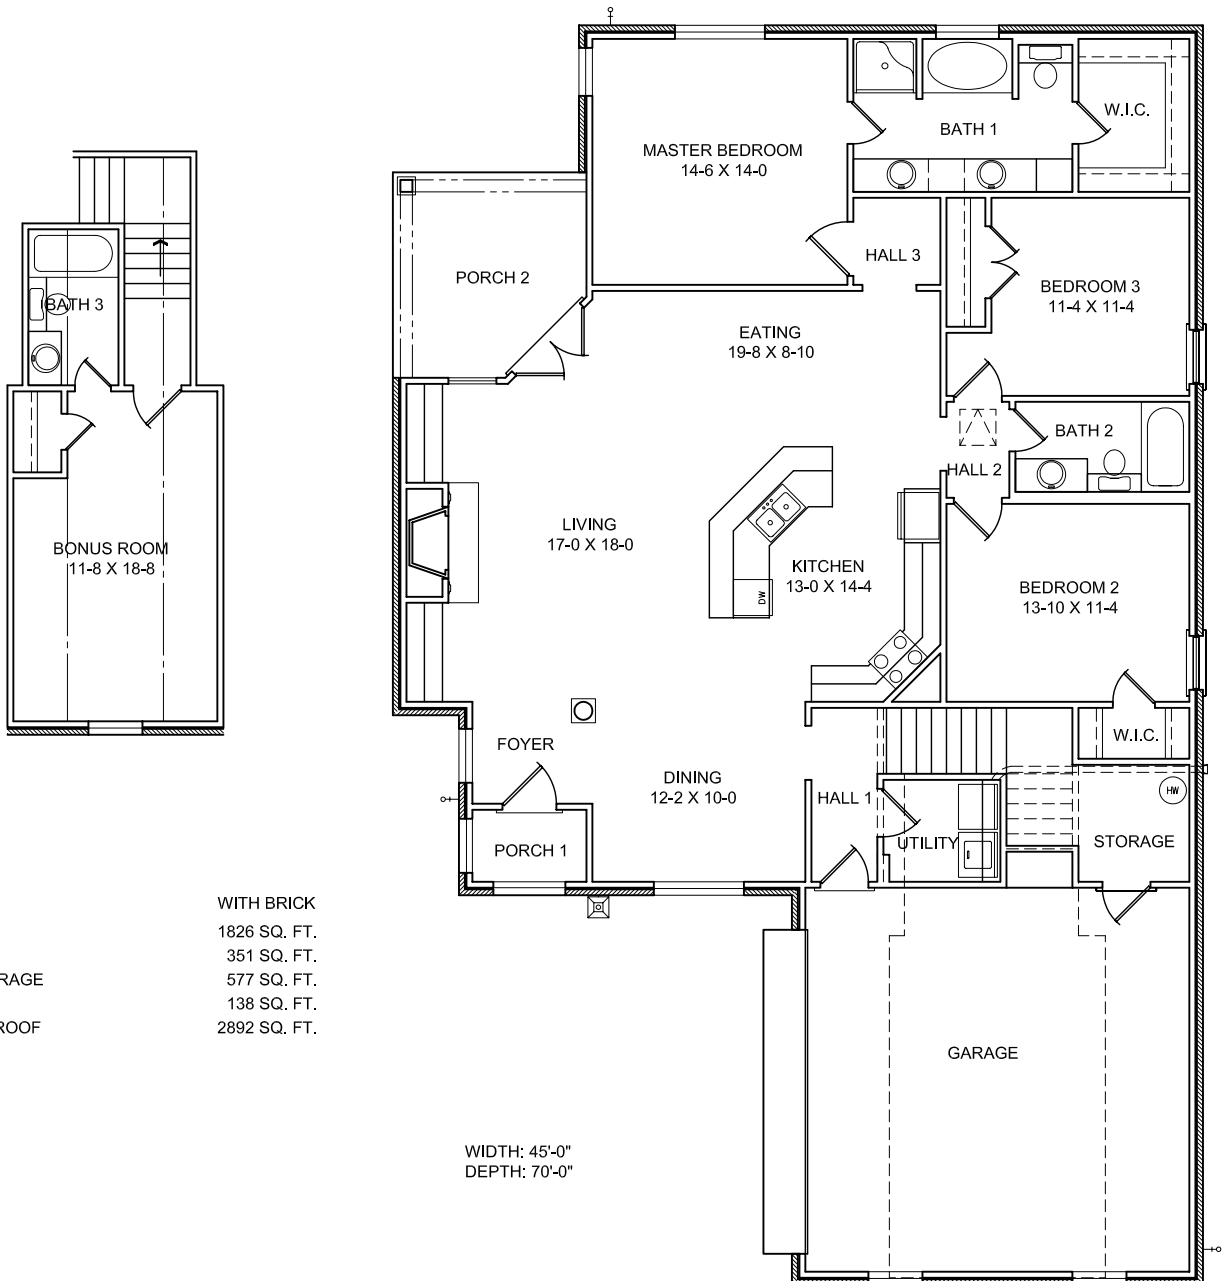 MASTER BEDROOM
14-6 X 14-0
BATH 1
W.I.C.
PORCH 2
HALL 3
BEDROOM 3
11-4 X 11-4
EATING
19-8 X 8-10
BATH 3
BATH 2
HALL 2
LIVING
17-0 X 18-0
KITCHEN
13-0 X 14-4
DW
BEDROOM 2
13-10 X 11-4
BONUS ROOM
11-8 X 18-8
W.I.C.
FOYER
DINING
12-2 X 10-0
HALL 1
HW
UTILITY
STORAGE
PORCH 1
WITH BRICK
1826 SQ. FT.
351 SQ. FT.
RAGE 577 SQ. FT.
138 SQ. FT.
ROOF 2892 SQ. FT.
GARAGE
WIDTH: 45'-0"
DEPTH: 70'-0"